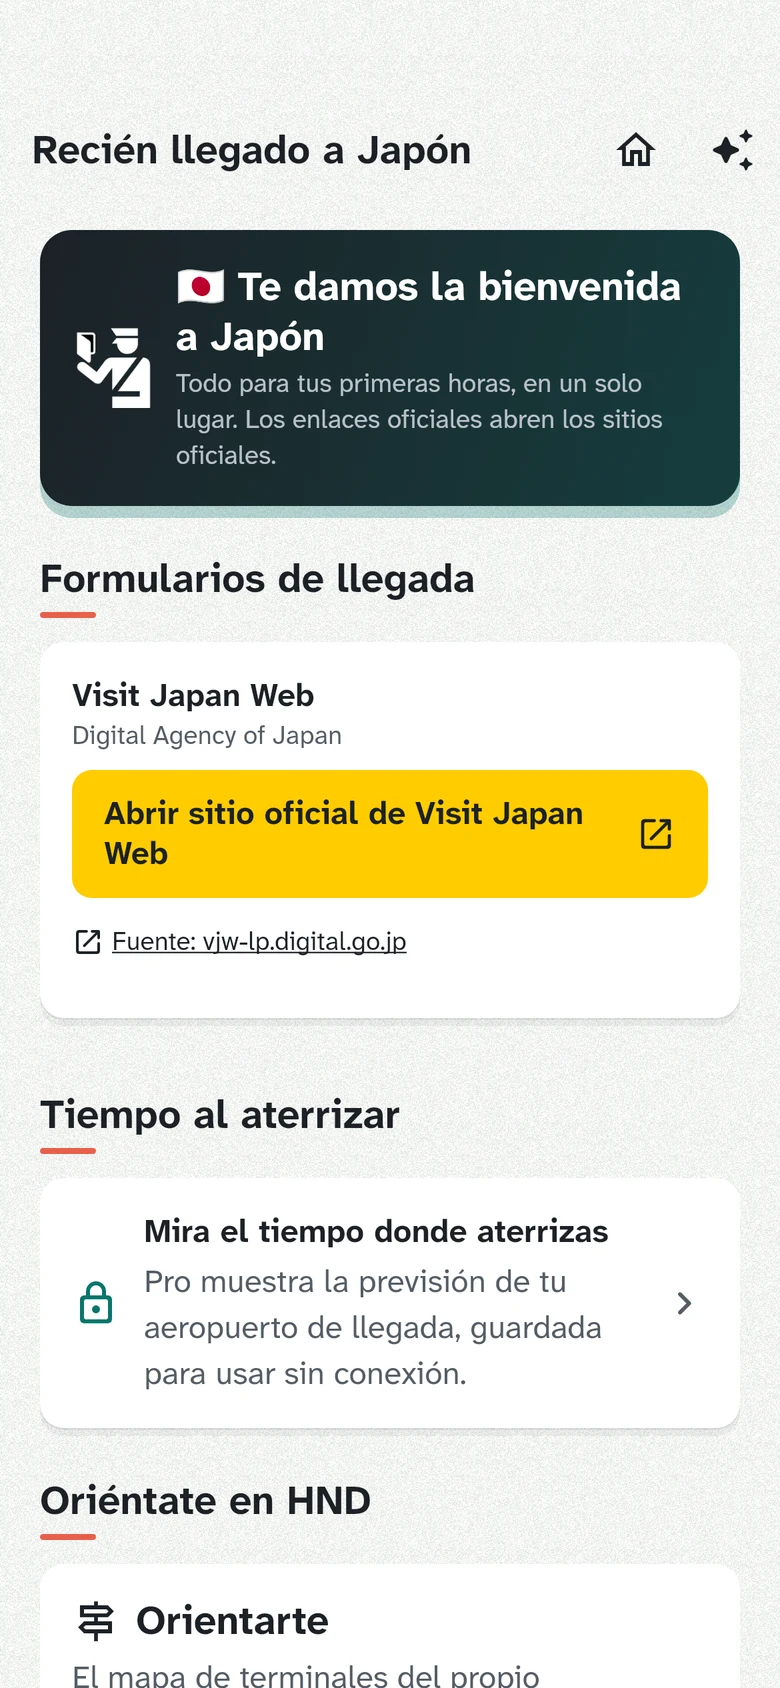 Recién llegado a Japón
🇯🇵 Te damos la bienvenida
a Japón
Todo para tus primeras horas, en un solo
lugar. Los enlaces oficiales abren los sitios
oficiales.
Formularios de llegada
Visit Japan Web
Digital Agency of Japan
Abrir sitio oficial de Visit Japan
Web
Fuente: vjw-lp.digital.go.jp
Tiempo al aterrizar
Mira el tiempo donde aterrizas
Pro muestra la previsión de tu
aeropuerto de llegada, guardada
para usar sin conexión.
Oriéntate en HND
Orientarte
El mapa de terminales del propio